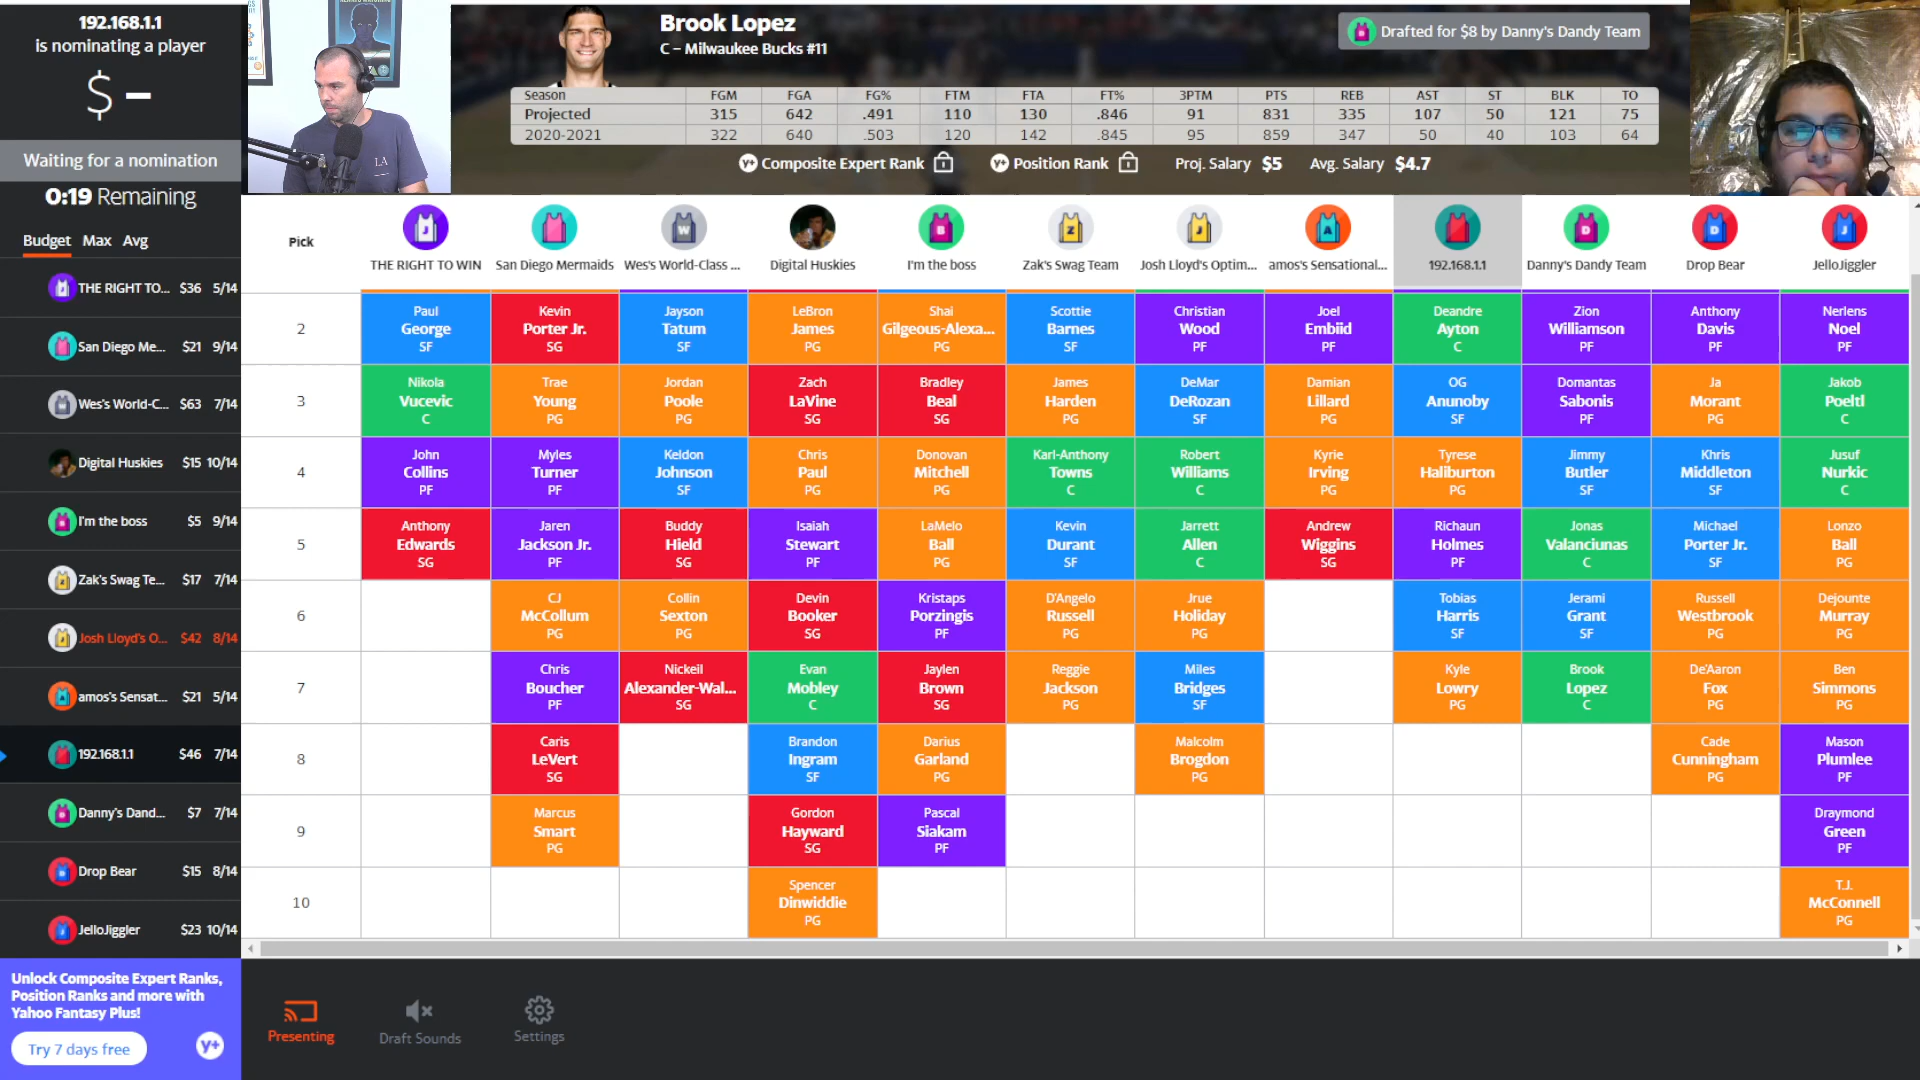 192.168.1.1
is nominating a player
$ –
Waiting for a nomination
0:19 Remaining
Budget Max Avg
THE RIGHT TO... $36 5/14
San Diego Me... $21 9/14
Wes's World-C... $63 7/14
Digital Huskies $15 10/14
I'm the boss $5 9/14
Zak's Swag Te... $17 7/14
Josh Lloyd's O... $42 8/14
amos's Sensat... $21 5/14
192.168.1.1 $46 7/14
Danny's Dand... $7 7/14
Drop Bear $15 8/14
JelloJiggler $23 10/14
Unlock Composite Expert Ranks,
Position Ranks and more with
Yahoo Fantasy Plus!
Try 7 days free y+
LA
Brook Lopez
C – Milwaukee Bucks #11
Drafted for $8 by Danny's Dandy Team
Season FGM FGA FG% FTM FTA FT% 3PTM PTS REB AST ST BLK TO
Projected 315 642 .491 110 130 .846 91 831 335 107 50 121 75
2020-2021 322 640 .503 120 142 .845 95 859 347 50 40 103 64
y+ Composite Expert Rank y+ Position Rank Proj. Salary $5 Avg. Salary $4.7
Pick THE RIGHT TO WIN San Diego Mermaids Wes's World-Class ... Digital Huskies I'm the boss Zak's Swag Team Josh Lloyd's Optim... amos's Sensational... 192.168.1.1 Danny's Dandy Team Drop Bear JelloJiggler
Paul Kevin Jayson LeBron Shai Scottie Christian Joel Deandre Zion Anthony Nerlens
2 George Porter Jr. Tatum James Gilgeous-Alexa... Barnes Wood Embiid Ayton Williamson Davis Noel
SF SG SF PG PG SF PF PF C PF PF PF
Nikola Trae Jordan Zach Bradley James DeMar Damian OG Domantas Ja Jakob
3 Vucevic Young Poole LaVine Beal Harden DeRozan Lillard Anunoby Sabonis Morant Poeltl
C PG PG SG SG PG SF PG SF PF PG C
John Myles Keldon Chris Donovan Karl-Anthony Robert Kyrie Tyrese Jimmy Khris Jusuf
4 Collins Turner Johnson Paul Mitchell Towns Williams Irving Haliburton Butler Middleton Nurkic
PF PF SF PG PG C C PG PG SF SF C
Anthony Jaren Buddy Isaiah LaMelo Kevin Jarrett Andrew Richaun Jonas Michael Lonzo
5 Edwards Jackson Jr. Hield Stewart Ball Durant Allen Wiggins Holmes Valanciunas Porter Jr. Ball
SG PF SG PF PG SF C SG PF C SF PG
CJ Collin Devin Kristaps D'Angelo Jrue Tobias Jerami Russell Dejounte
6 McCollum Sexton Booker Porzingis Russell Holiday Harris Grant Westbrook Murray
PG PG SG PF PG PG SF SF PG PG
Chris Nickeil Evan Jaylen Reggie Miles Kyle Brook De'Aaron Ben
7 Boucher Alexander-Wal... Mobley Brown Jackson Bridges Lowry Lopez Fox Simmons
PF SG C SG PG SF PG C PG PG
Caris Brandon Darius Malcolm Cade Mason
8 LeVert Ingram Garland Brogdon Cunningham Plumlee
SG SF PG PG PG PF
Marcus Gordon Pascal Draymond
9 Smart Hayward Siakam Green
PG SG PF PF
Spencer T.J.
10 Dinwiddie McConnell
PG PG
Presenting Draft Sounds Settings